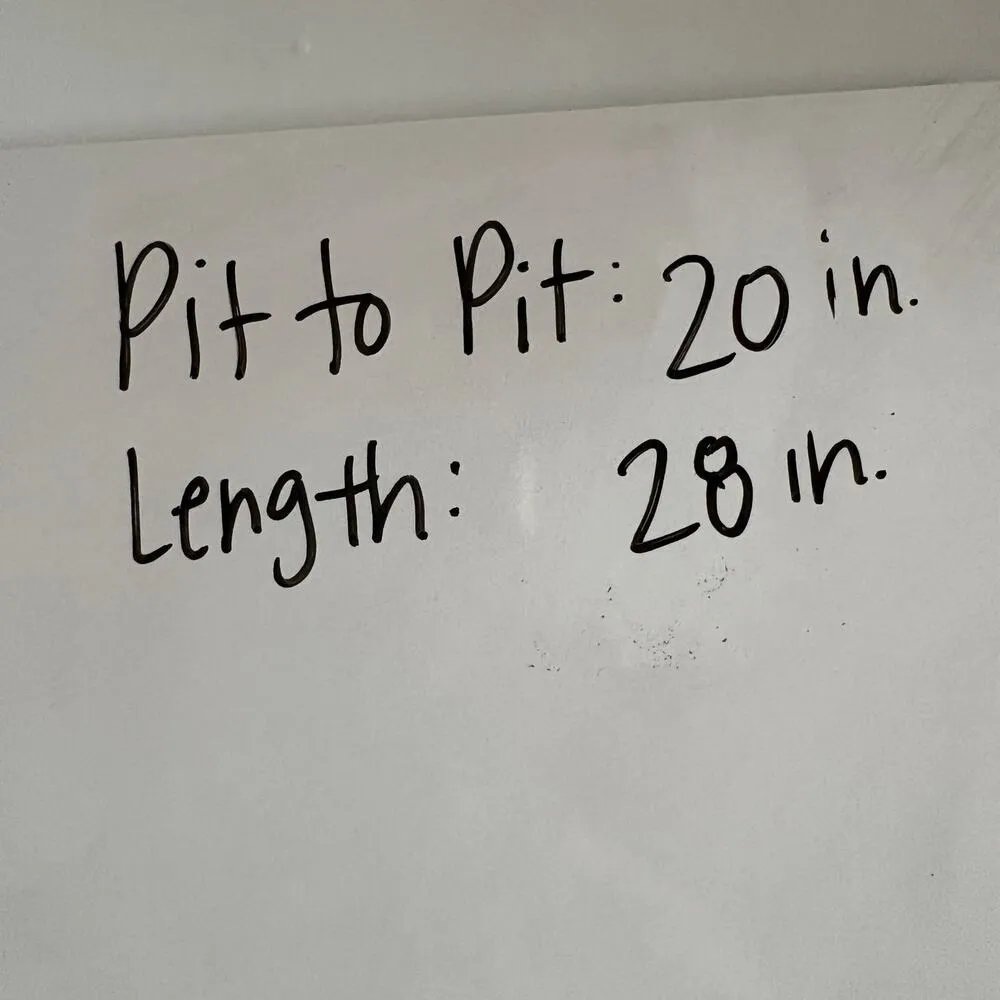 Pit to Pit: 20 in.
Length: 28 in.